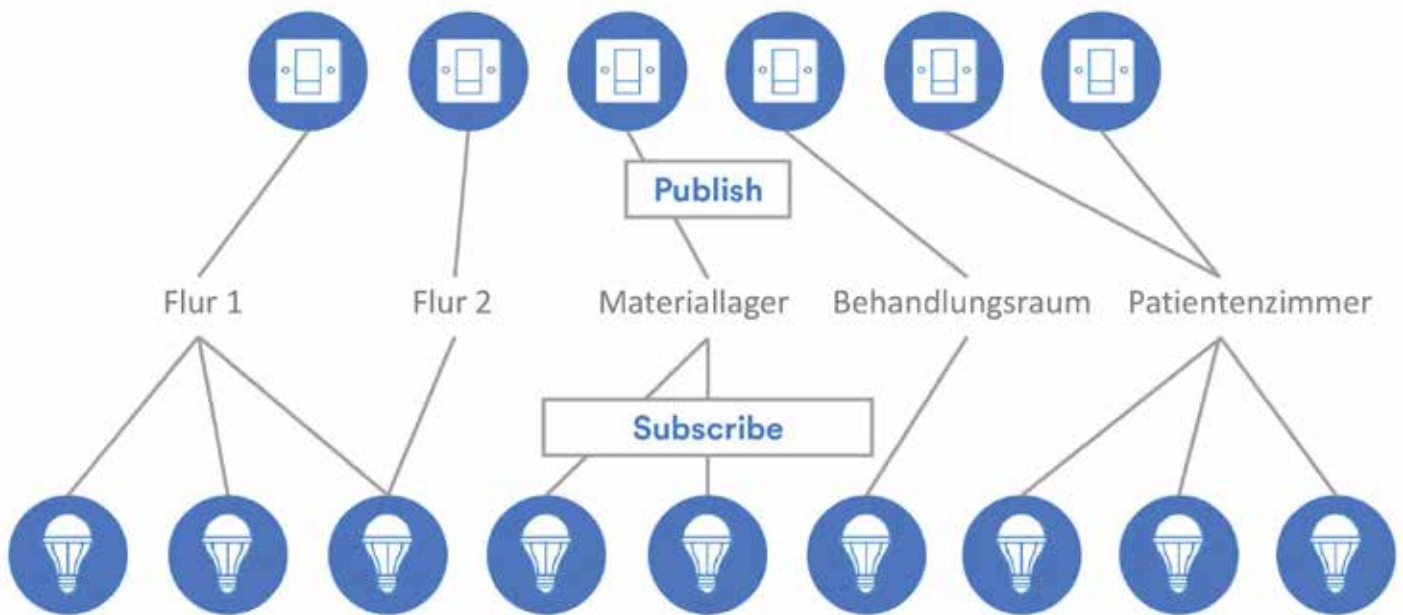 Publish
Flur 1 Flur 2 Materiallager Behandlungsraum Patientenzimmer
Subscribe